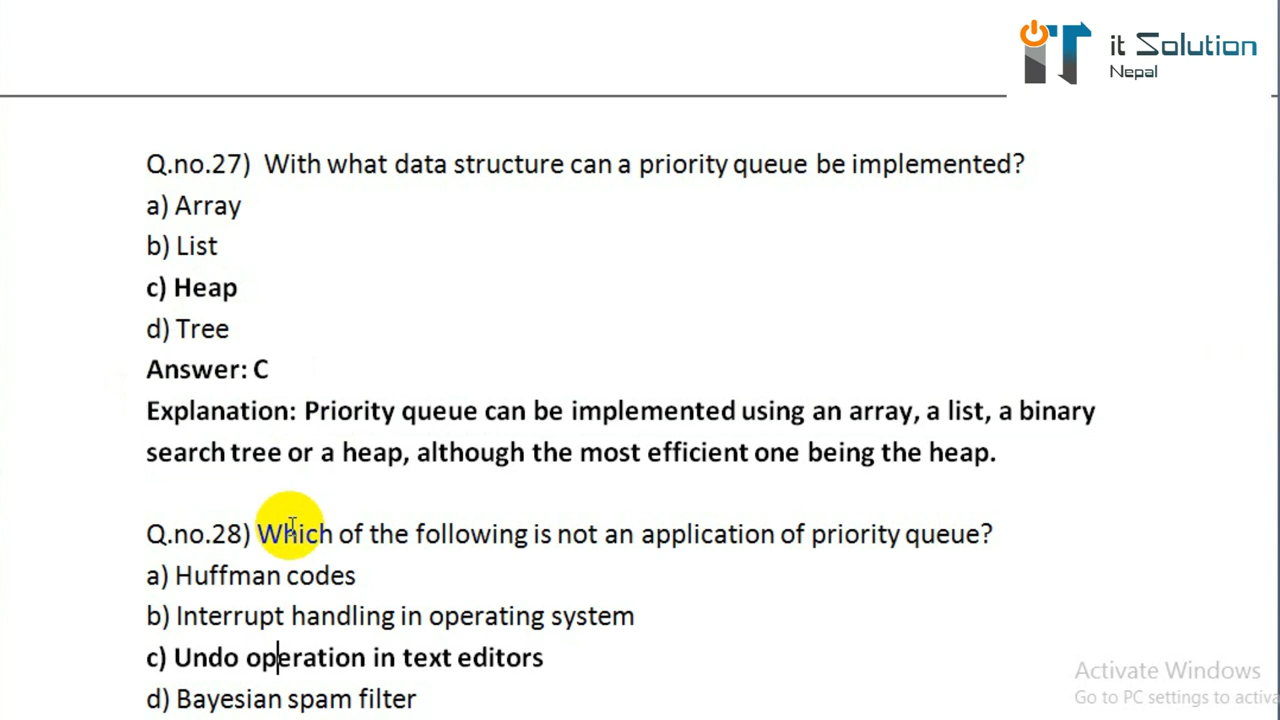 it Solution
Nepal
Q.no.27) With what data structure can a priority queue be implemented?
a) Array
b) List
c) Heap
d) Tree
Answer: C
Explanation: Priority queue can be implemented using an array, a list, a binary
search tree or a heap, although the most efficient one being the heap.
Q.no.28) Which of the following is not an application of priority queue?
a) Huffman codes
b) Interrupt handling in operating system
c) Undo operation in text editors
d) Bayesian spam filter
Activate Windows
Go to PC settings to activa